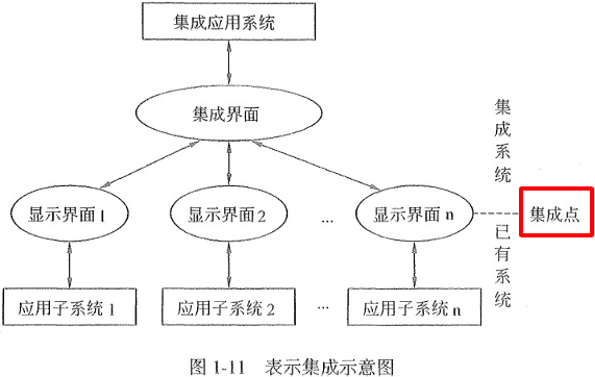 集成应用系统
集成界面
集成系统
显示界面1
显示界面2
...
显示界面n
集成点
已有系统
应用子系统1
应用子系统2
...
应用子系统n
图1-11 表示集成示意图